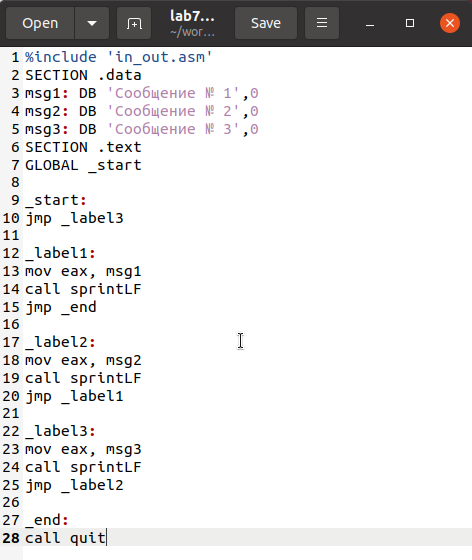 Open
lab7...
~/wor...
Save
1 %include 'in_out.asm'
2 SECTION .data
3 msg1: DB 'Сообщение № 1',0
4 msg2: DB 'Сообщение № 2',0
5 msg3: DB 'Сообщение № 3',0
6 SECTION .text
7 GLOBAL _start
8
9 _start:
10 jmp _label3
11
12 _label1:
13 mov eax, msg1
14 call sprintLF
15 jmp _end
16
17 _label2:
18 mov eax, msg2
19 call sprintLF
20 jmp _label1
21
22 _label3:
23 mov eax, msg3
24 call sprintLF
25 jmp _label2
26
27 _end:
28 call quit